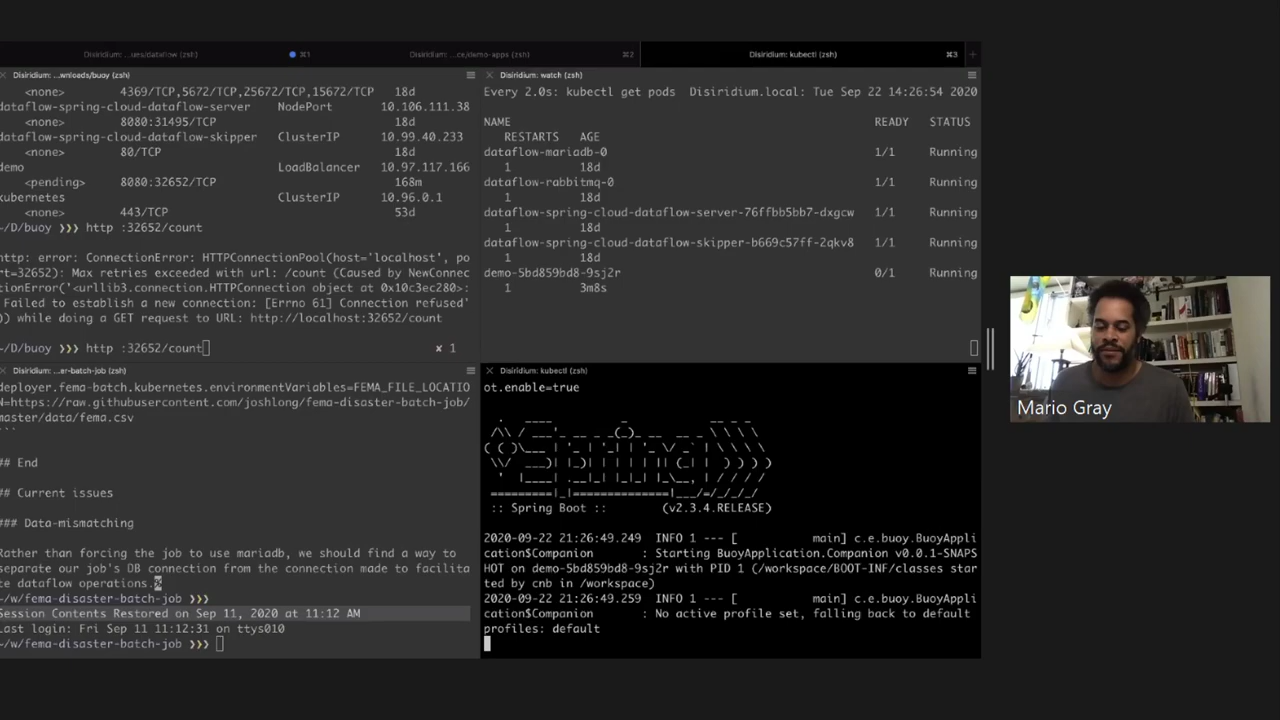 Disiridium: ...ures/dataflow (zsh) ⌘1
Disiridium: ...ce/demo-apps (zsh) ⌘2
Disiridium: kubectl (zsh) ⌘3 +
Disiridium: ...wnloads/buoy (zsh)
<none> 4369/TCP,5672/TCP,25672/TCP,15672/TCP 18d
dataflow-spring-cloud-dataflow-server NodePort 10.106.111.38
<none> 8080:31495/TCP 18d
dataflow-spring-cloud-dataflow-skipper ClusterIP 10.99.40.233
<none> 80/TCP 18d
demo LoadBalancer 10.97.117.166
<pending> 8080:32652/TCP 168m
kubernetes ClusterIP 10.96.0.1
<none> 443/TCP 53d
~/D/buoy ❯❯❯ http :32652/count
http: error: ConnectionError: HTTPConnectionPool(host='localhost', po
rt=32652): Max retries exceeded with url: /count (Caused by NewConnec
ctionError('<urllib3.connection.HTTPConnection object at 0x10c3ec280>:
Failed to establish a new connection: [Errno 61] Connection refused'
)) while doing a GET request to URL: http://localhost:32652/count
~/D/buoy ❯❯❯ http :32652/count ✘ 1
Disiridium: watch (zsh)
Every 2.0s: kubectl get pods Disiridium.local: Tue Sep 22 14:26:54 2020
NAME READY STATUS
RESTARTS AGE
dataflow-mariadb-0 1/1 Running
1 18d
dataflow-rabbitmq-0 1/1 Running
1 18d
dataflow-spring-cloud-dataflow-server-76ffbb5bb7-dxgcw 1/1 Running
1 18d
dataflow-spring-cloud-dataflow-skipper-b669c57ff-2qkv8 1/1 Running
1 18d
demo-5bd859bd8-9sj2r 0/1 Running
1 3m8s
Disiridium: ...er-batch-job (zsh)
deployer.fema-batch.kubernetes.environmentVariables=FEMA_FILE_LOCATIO
N=https://raw.githubusercontent.com/joshlong/fema-disaster-batch-job/
master/data/fema.csv
```
## End
## Current issues
### Data-mismatching
Rather than forcing the job to use mariadb, we should find a way to
separate our job's DB connection from the connection made to facilita
te dataflow operations.%
~/w/fema-disaster-batch-job ❯❯❯
Session Contents Restored on Sep 11, 2020 at 11:12 AM
Last login: Fri Sep 11 11:12:31 on ttys010
~/w/fema-disaster-batch-job ❯❯❯
Disiridium: kubectl (zsh)
ot.enable=true
Spring
:: Spring Boot :: (v2.3.4.RELEASE)
2020-09-22 21:26:49.249 INFO 1 --- [ main] c.e.buoy.BuoyAppli
cation$Companion : Starting BuoyApplication.Companion v0.0.1-SNAPS
HOT on demo-5bd859bd8-9sj2r with PID 1 (/workspace/BOOT-INF/classes star
ted by cnb in /workspace)
2020-09-22 21:26:49.259 INFO 1 --- [ main] c.e.buoy.BuoyAppli
cation$Companion : No active profile set, falling back to default
profiles: default
Mario Gray